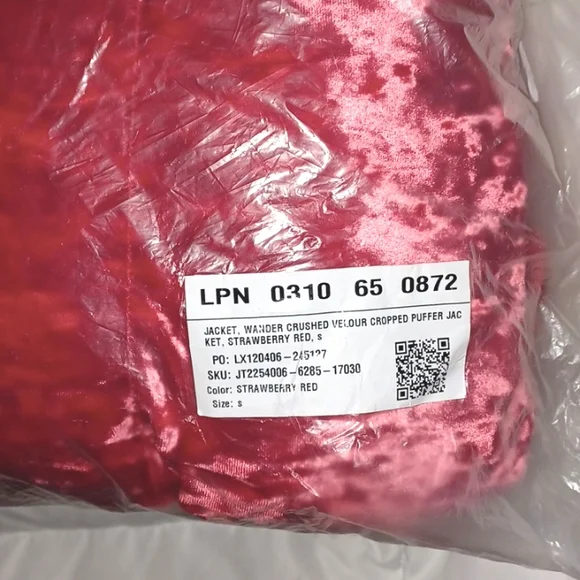 LPN 0310 65 0872
JACKET, WANDER CRUSHED VELOUR CROPPED PUFFER JAC
KET, STRAWBERRY RED, s
PO: LX120406-245127
SKU: JT2254006-6285-17030
Color: STRAWBERRY RED
Size: s